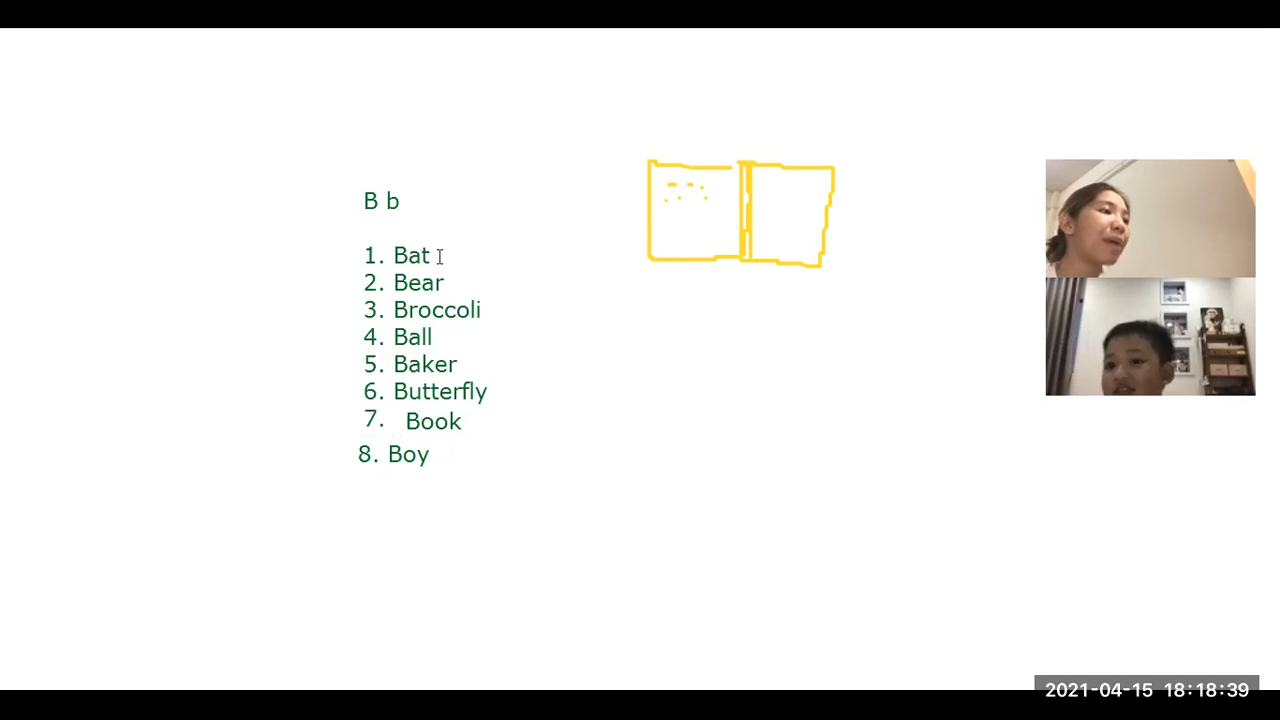 B b
1. Bat
2. Bear
3. Broccoli
4. Ball
5. Baker
6. Butterfly
7. Book
8. Boy
2021-04-15 18:18:39